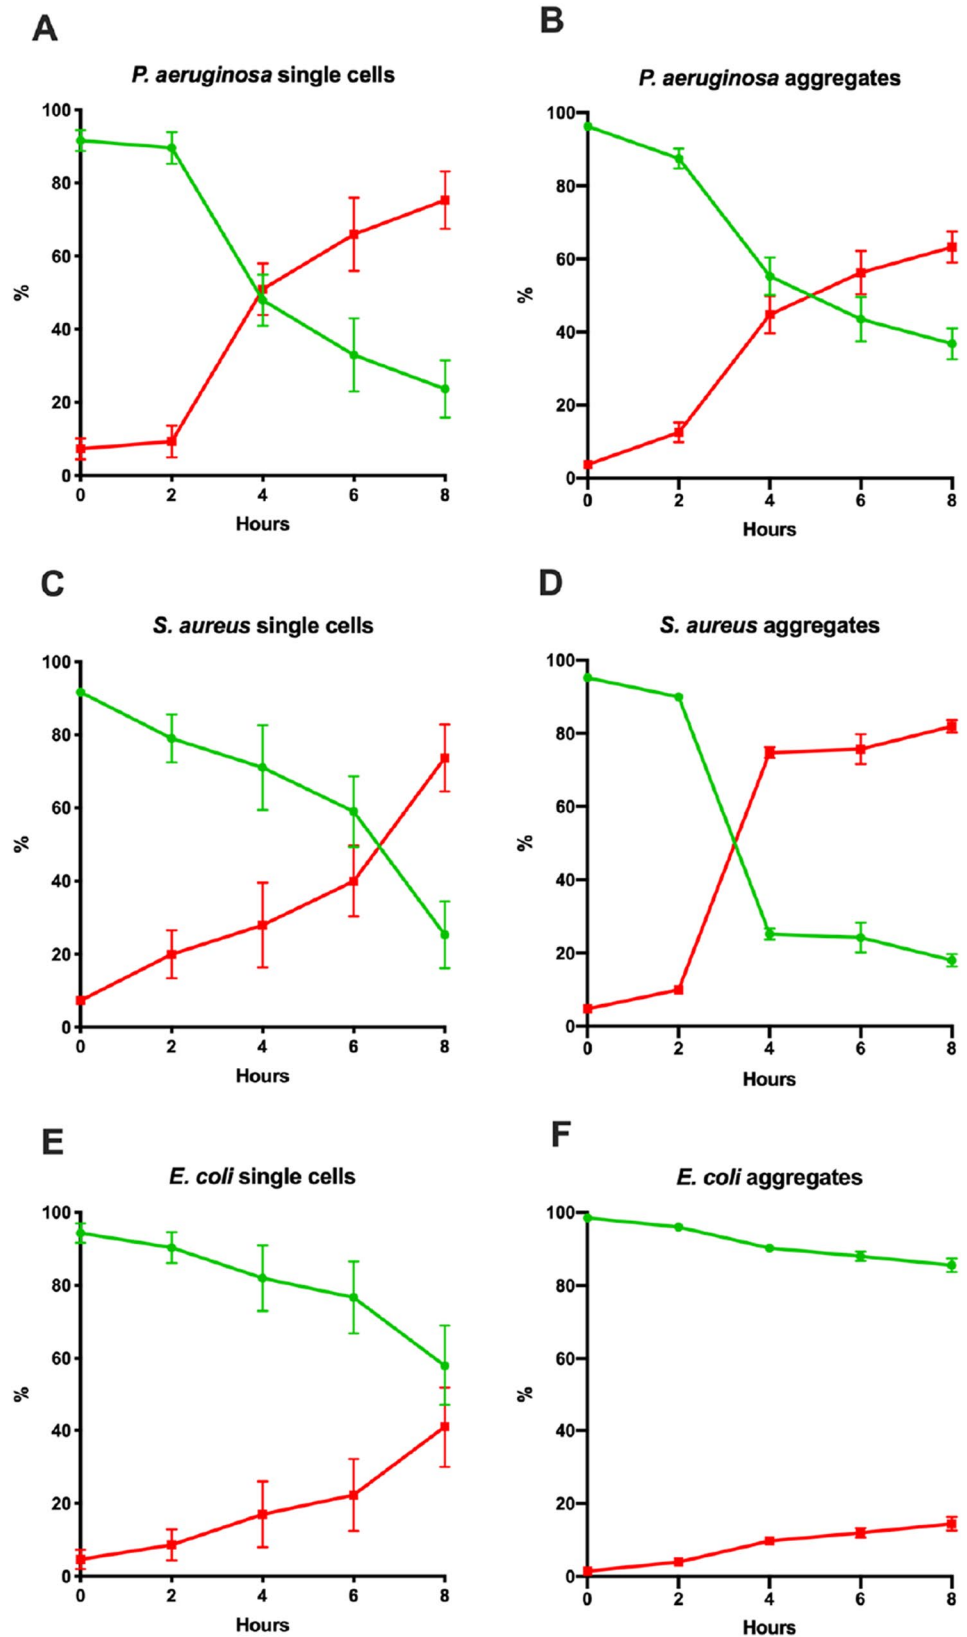 A
P. aeruginosa single cells
100
80
60
40
20
0
%
0 2 4 6 8
Hours
B
P. aeruginosa aggregates
100
80
60
40
20
0
%
0 2 4 6 8
Hours
C
S. aureus single cells
100
80
60
40
20
0
%
0 2 4 6 8
Hours
D
S. aureus aggregates
100
80
60
40
20
0
%
0 2 4 6 8
Hours
E
E. coli single cells
100
80
60
40
20
0
%
0 2 4 6 8
Hours
F
E. coli aggregates
100
80
60
40
20
0
%
0 2 4 6 8
Hours